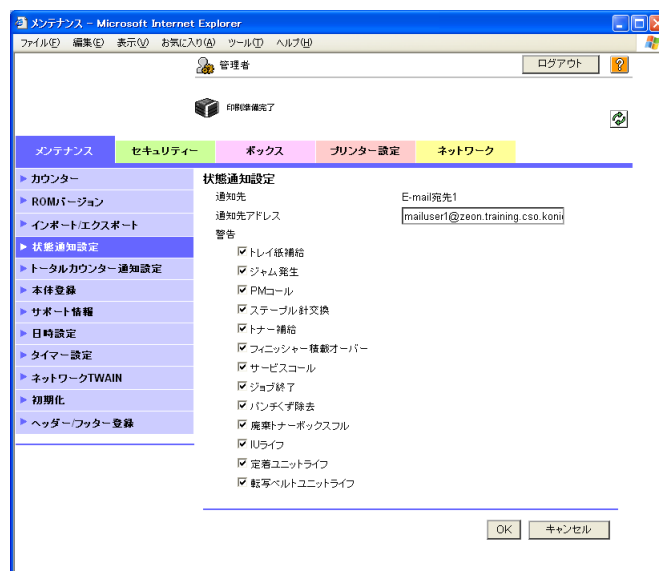 メンテナンス - Microsoft Internet Explorer
ファイル(F) 編集(E) 表示(V) お気に入り(A) ツール(T) ヘルプ(H)
管理者 ログアウト ?
印刷準備完了
メンテナンス セキュリティー ボックス プリンター設定 ネットワーク
カウンター
ROMバージョン
インポート/エクスポート
状態通知設定
トータルカウンター通知設定
本体登録
サポート情報
日時設定
タイマー設定
ネットワークTWAIN
初期化
ヘッダー/フッター登録
状態通知設定
通知先 E-mail宛先1
通知先アドレス mailuser1@zeon.training.cso.koni
警告
トレイ紙補給
ジャム発生
PMコール
ステープル針交換
トナー補給
フィニッシャー積載オーバー
サービスコール
ジョブ終了
パンチくず除去
廃棄トナーボックスフル
IUライフ
定着ユニットライフ
転写ベルトユニットライフ
OK キャンセル